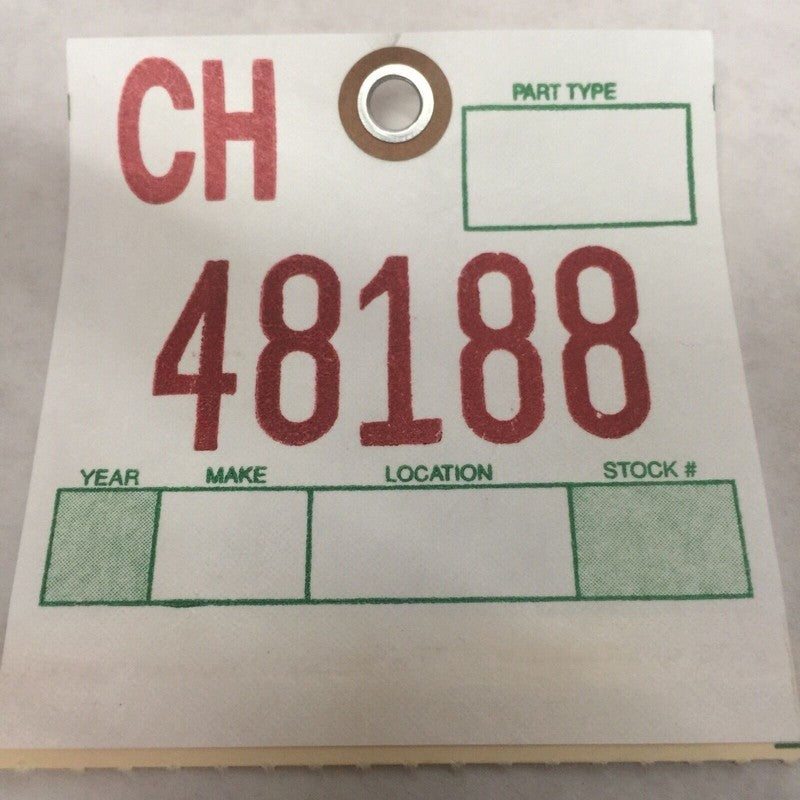 CH
PART TYPE
48188
YEAR MAKE LOCATION STOCK #